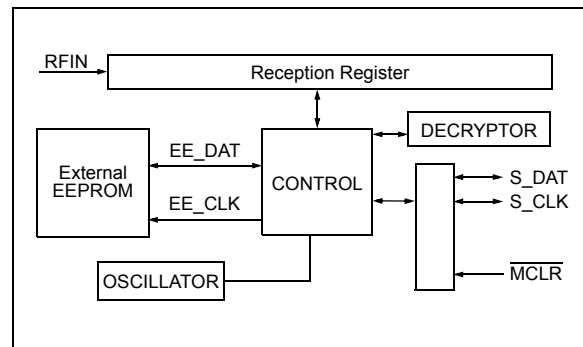 RFIN
Reception Register
DECRYPTOR
EE_DAT
External
EEPROM
CONTROL
EE_CLK
S_DAT
S_CLK
MCLR
OSCILLATOR